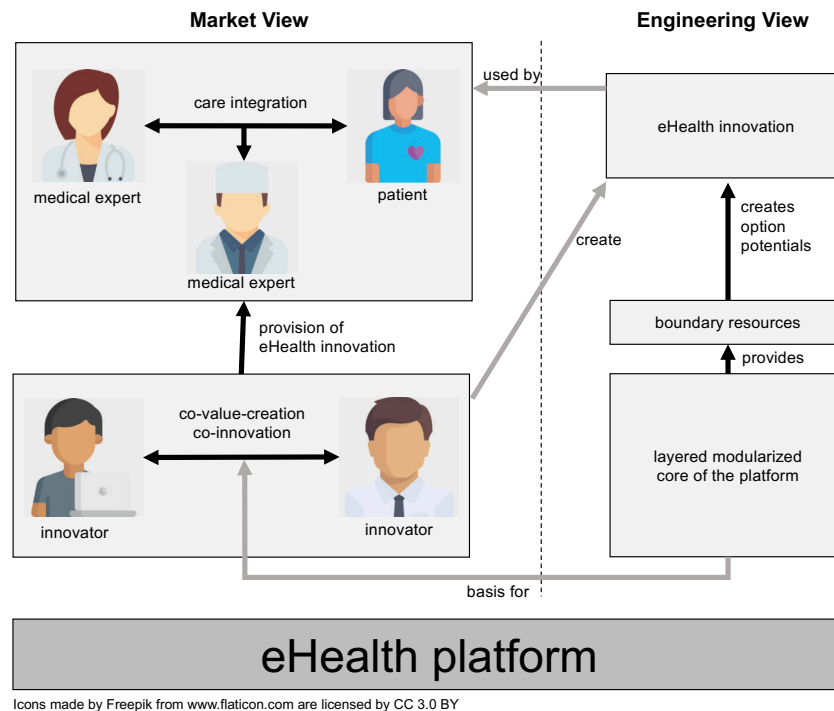 Market View
Engineering View
care integration
medical expert
patient
medical expert
used by
eHealth innovation
create
creates
option
potentials
provision of
eHealth innovation
boundary resources
provides
co-value-creation
co-innovation
innovator
innovator
layered modularized
core of the platform
basis for
eHealth platform
Icons made by Freepik from www.flaticon.com are licensed by CC 3.0 BY